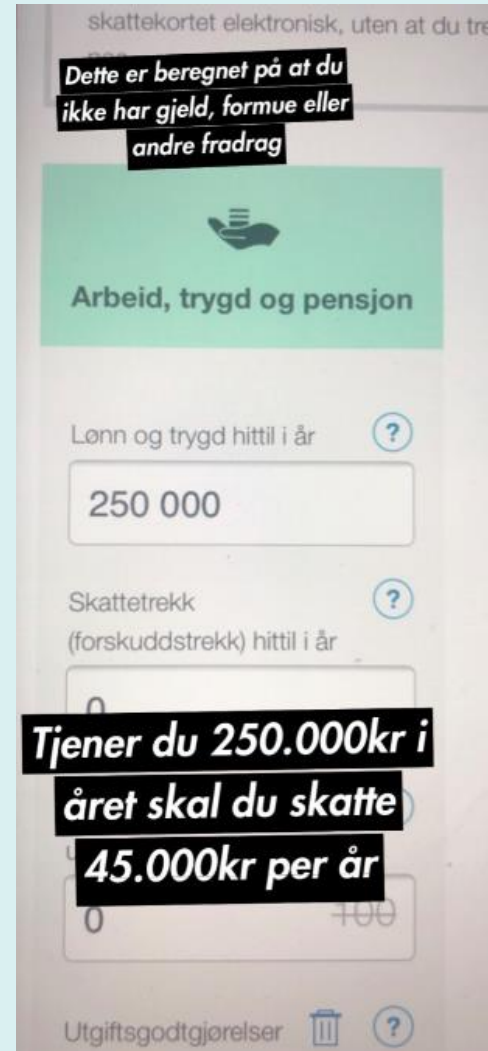 skattekortet elektronisk, uten at du tre
Dette er beregnet på at du
ikke har gjeld, formue eller
andre fradrag
Arbeid, trygd og pensjon
Lønn og trygd hittil i år ?
250 000
Skattetrekk ?
(forskuddstrekk) hittil i år
0
Tjener du 250.000kr i
året skal du skatte
45.000kr per år
0 100
Utgiftsgodtgjørelser ?